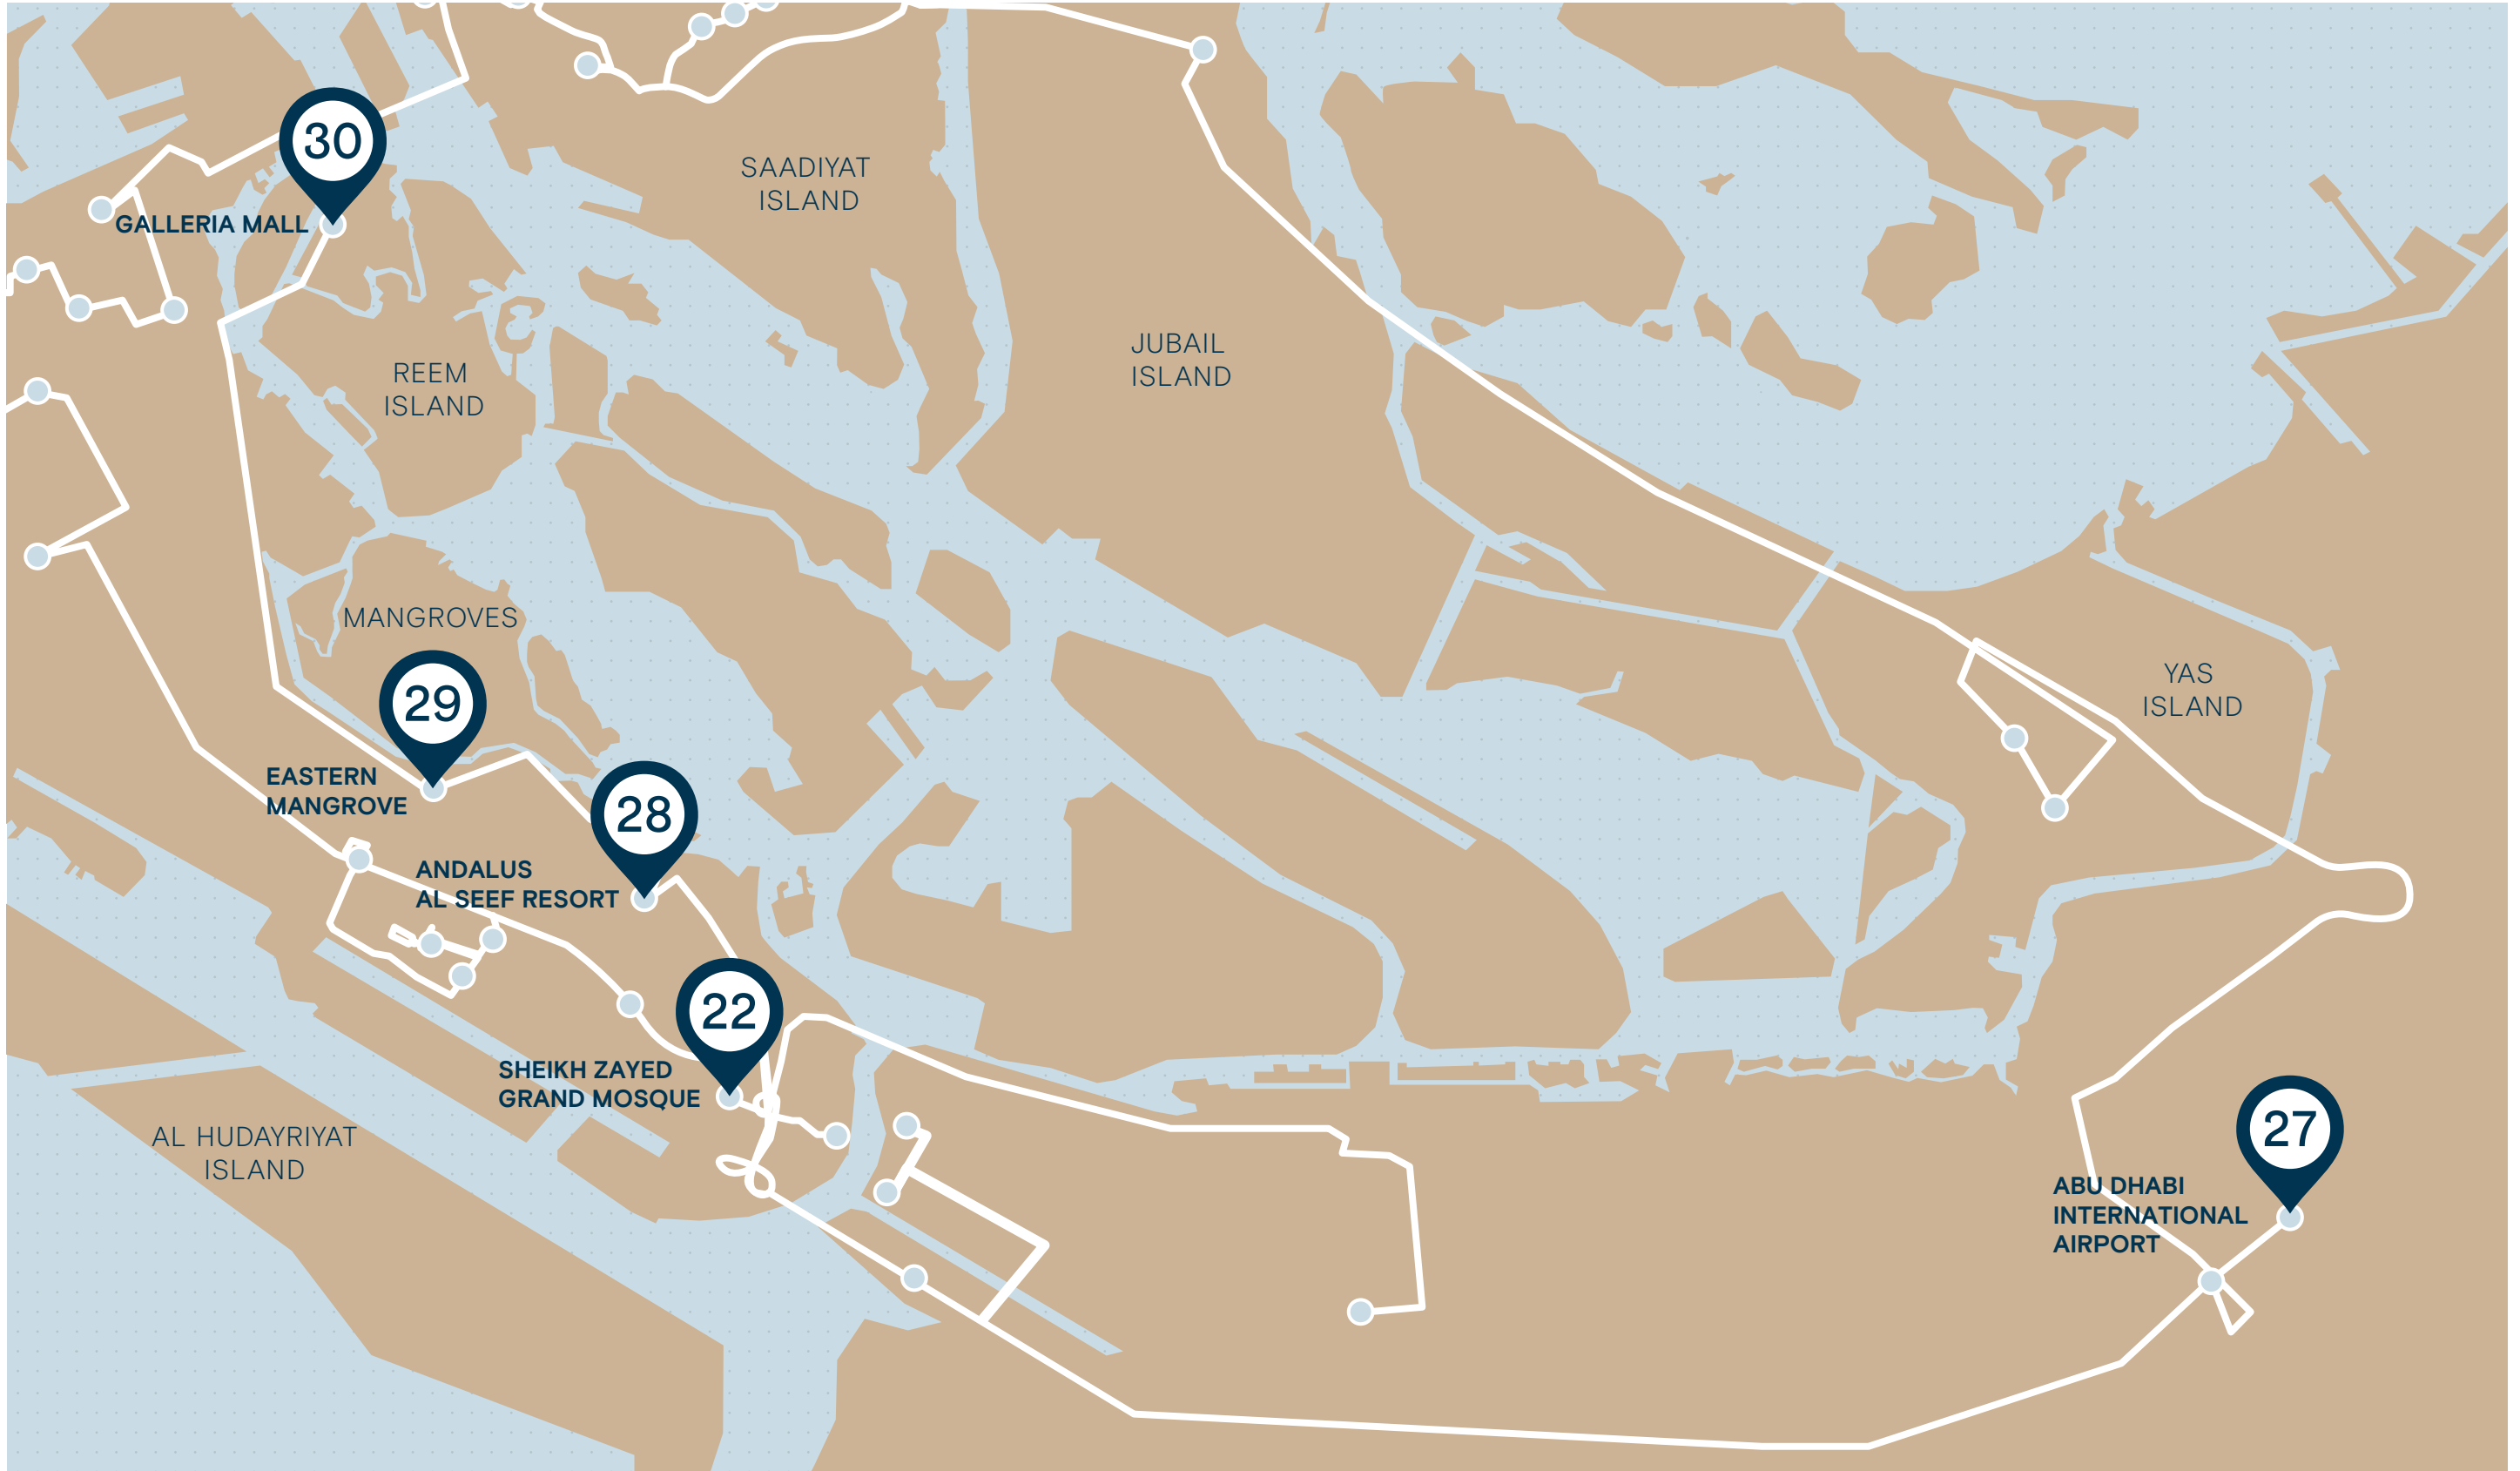 30
SAADIYAT
ISLAND
GALLERIA MALL
JUBAIL
ISLAND
REEM
ISLAND
MANGROVES
YAS
ISLAND
29
EASTERN
MANGROVE
28
ANDALUS
AL SEEF RESORT
22
SHEIKH ZAYED
GRAND MOSQUE
AL HUDAYRIYAT
ISLAND
27
ABU DHABI
INTERNATIONAL
AIRPORT